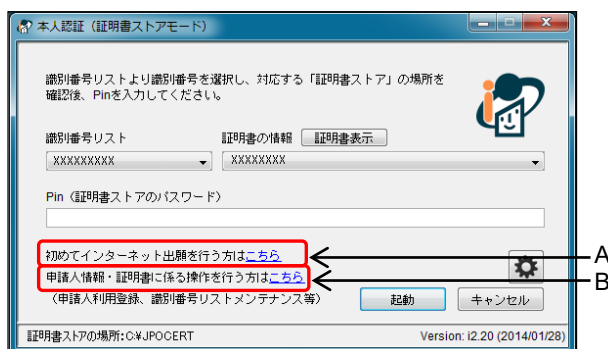 本人認証（証明書ストアモード）
識別番号リストより識別番号を選択し、対応する「証明書ストア」の場所を
確認後、Pinを入力してください。
識別番号リスト
証明書の情報 証明書表示
XXXXXXXXX
XXXXXXXX
Pin（証明書ストアのパスワード）
初めてインターネット出願を行う方はこちら
A
申請人情報・証明書に係る操作を行う方はこちら
B
（申請人利用登録、識別番号リストメンテナンス等）
起動
キャンセル
証明書ストアの場所:C:¥JPOCERT
Version: i2.20 (2014/01/28)